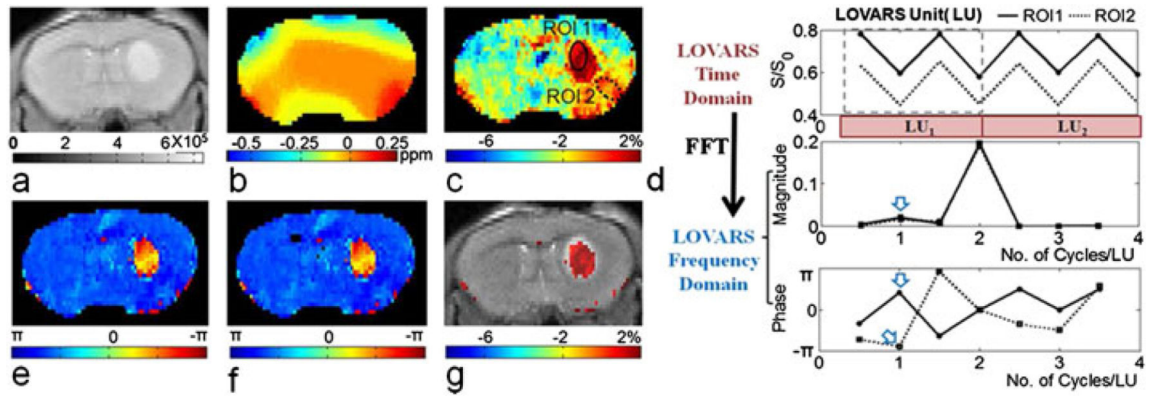 0 2 4 6X10⁵
a
-0.5 -0.25 0 0.25
ppm
b
ROI 1
ROI 2
-6 -2 2%
c
π 0 -π
e
π 0 -π
f
-6 -2 2%
g
d
LOVARS
Time
Domain
FFT
LOVARS
Frequency
Domain
LOVARS Unit( LU) ROI1 ROI2
0.8
0.6
0.4
S/S₀
0
LU₁ LU₂
0.2
0.1
0
Magnitude
0 1 2 3 4
No. of Cycles/LU
π
0
-π
Phase
0 1 2 3 4
No. of Cycles/LU